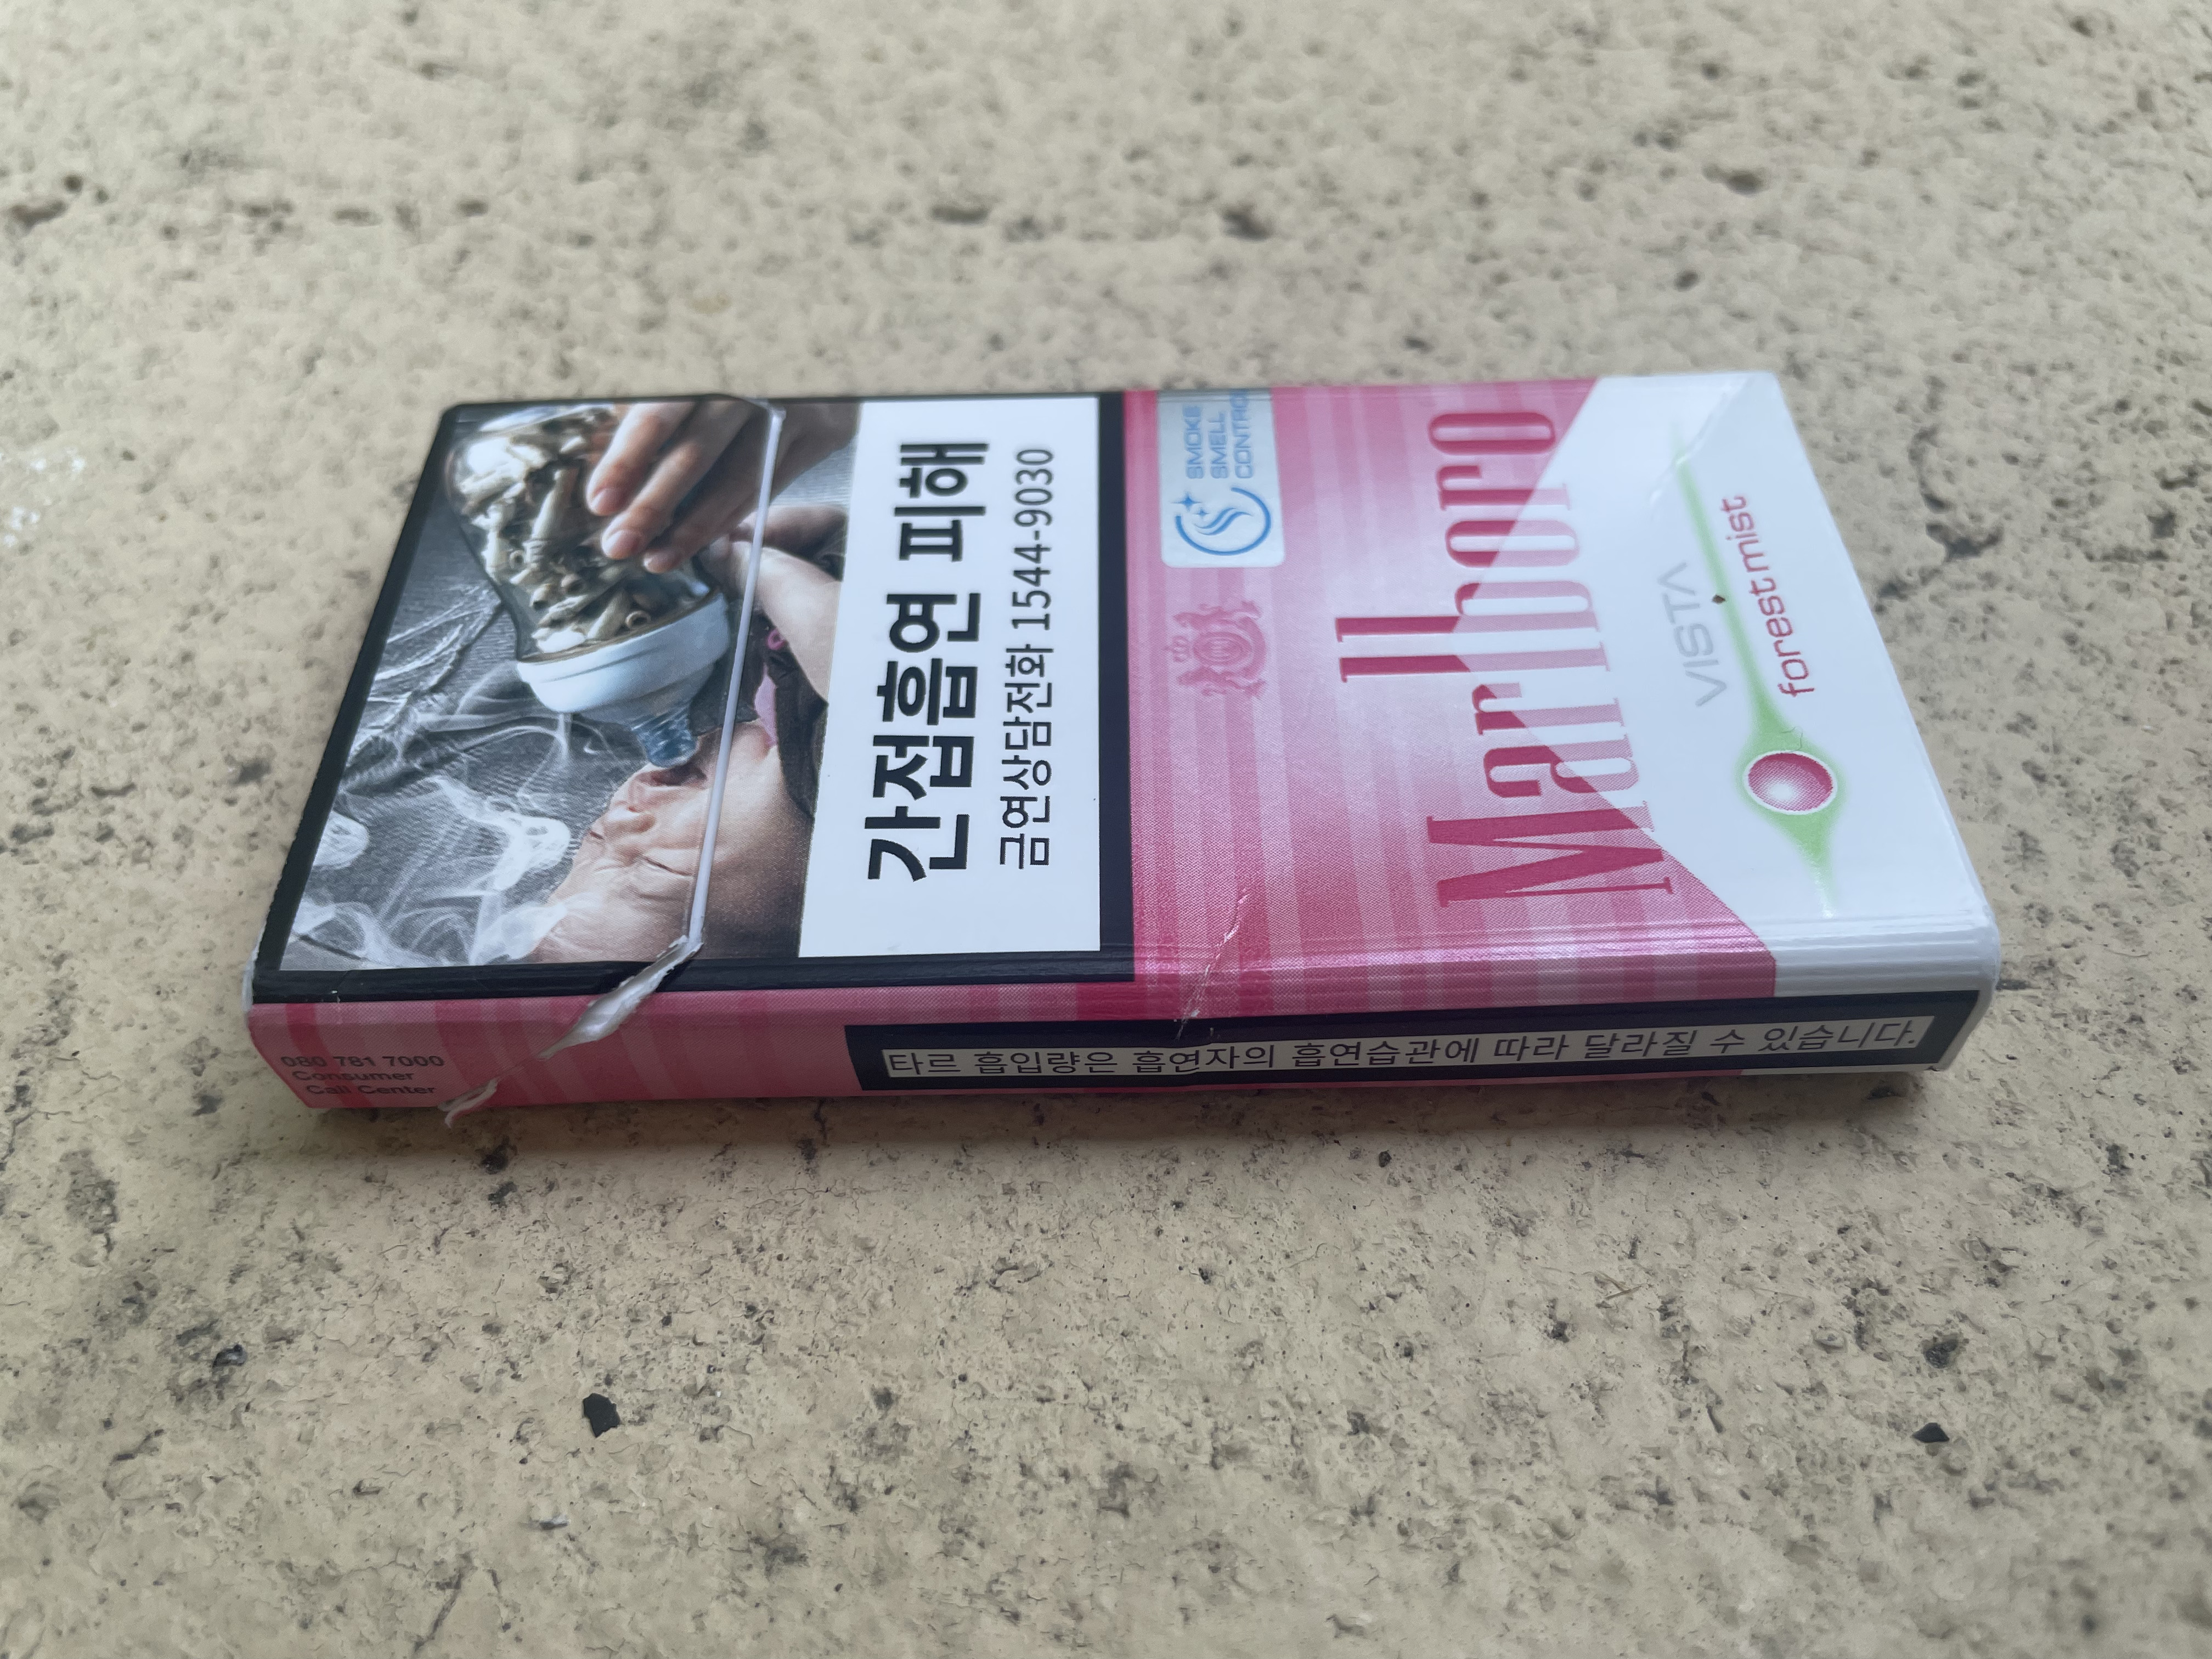 간접흡연 피해
금연상담전화 1544-9030
SMOKE
SMELL
CONTROL
Marlboro
VISTA
forest mist
080 781 7000
Consumer
Call Center
타르 흡입량은 흡연자의 흡연습관에 따라 달라질 수 있습니다.